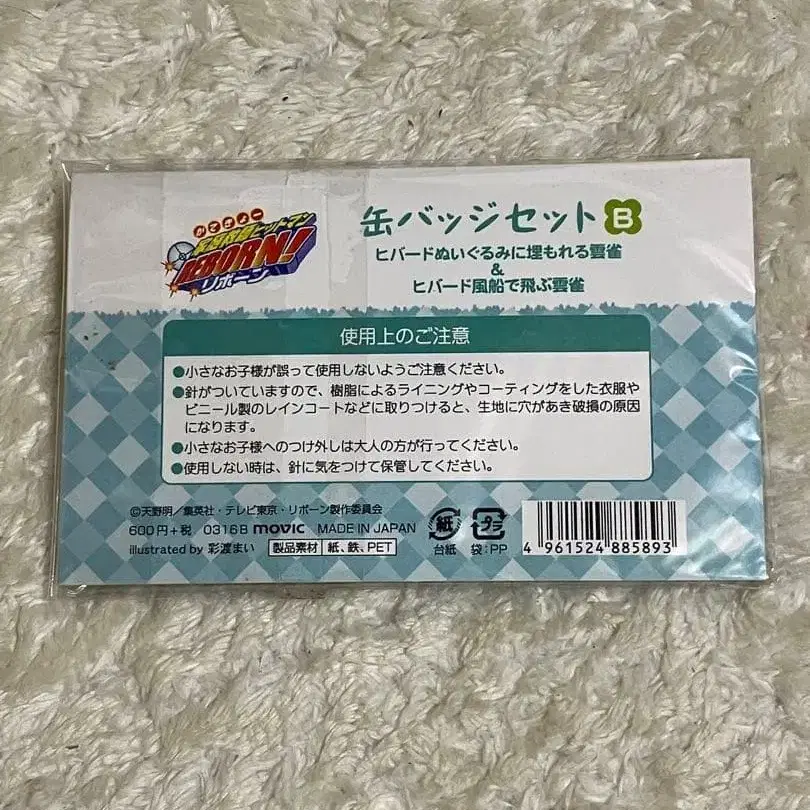 かてきょー
家庭教師ヒットマン
REBORN!
リボーン
缶バッジセット B
ヒバードぬいぐるみに埋もれる雲雀
&
ヒバード風船で飛ぶ雲雀
使用上のご注意
●小さなお子様が誤って使用しないようご注意ください。
●針がついていますので、樹脂によるライニングやコーティングをした衣服や
ビニール製のレインコートなどに取りつけると、生地に穴があき破損の原因
になります。
●小さなお子様へのつけ外しは大人の方が行ってください。
●使用しない時は、針に気をつけて保管してください。
©天野明／集英社・テレビ東京・リボーン製作委員会
600円+税 0316B movic MADE IN JAPAN
illustrated by 彩渡まい 製品素材 紙、鉄、PET
紙
台紙
プラ
袋:PP
4 961524 885893